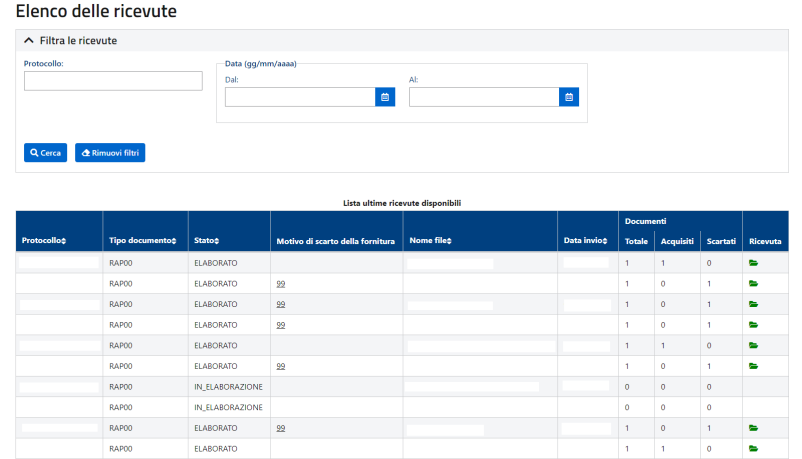 Elenco delle ricevute
Filtra le ricevute
Protocollo:
Data (gg/mm/aaaa)
Dal:
Al:
Cerca
Rimuovi filtri
Lista ultime ricevute disponibili
Documenti
Protocollo Tipo documento Stato Motivo di scarto della fornitura Nome file Data invio Totale Acquisiti Scartati Ricevuta
RAP00 ELABORATO 1 1 0
RAP00 ELABORATO 99 1 0 1
RAP00 ELABORATO 99 1 0 1
RAP00 ELABORATO 99 1 0 1
RAP00 ELABORATO 1 1 0
RAP00 ELABORATO 99 1 0 1
RAP00 IN_ELABORAZIONE 0 0 0
RAP00 IN_ELABORAZIONE 0 0 0
RAP00 ELABORATO 99 1 0 1
RAP00 ELABORATO 1 1 0